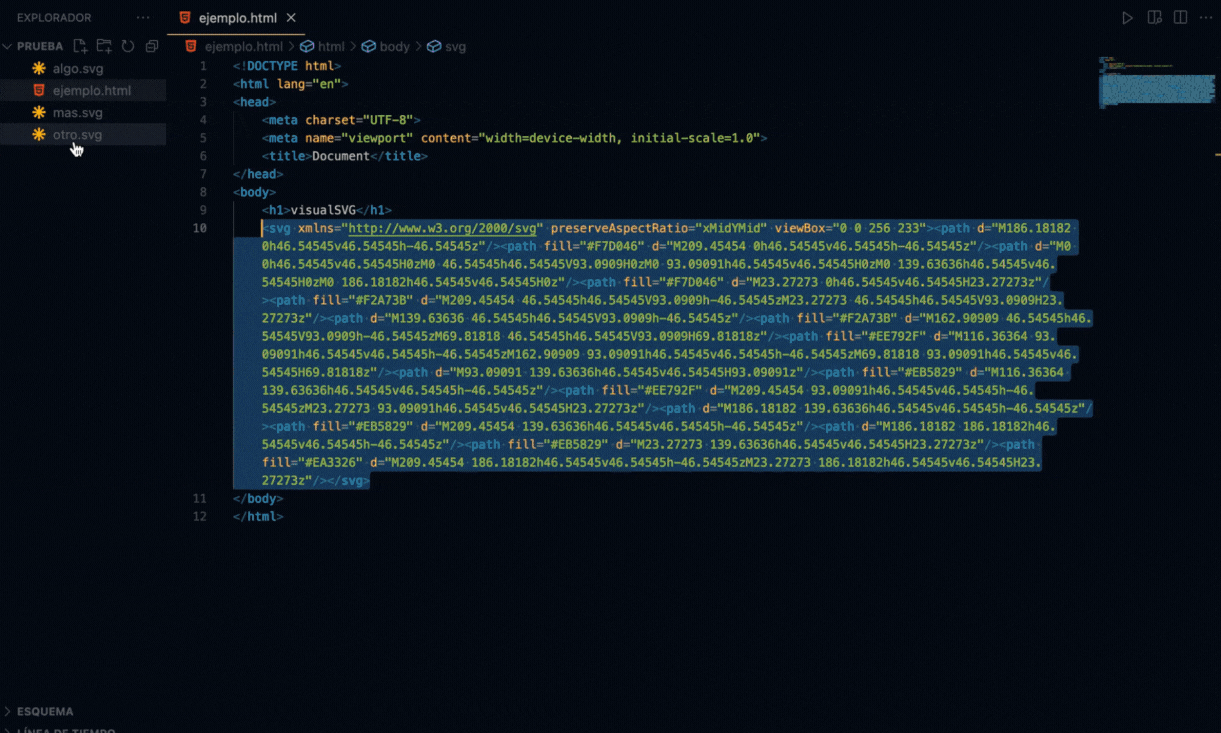 EXPLORADOR
PRUEBA
algo.svg
ejemplo.html
mas.svg
otro.svg
ESQUEMA
LÍNEA DE TIEMPO
ejemplo.html
ejemplo.html > html > body > svg
1 <!DOCTYPE html>
2 <html lang="en">
3 <head>
4 <meta charset="UTF-8">
5 <meta name="viewport" content="width=device-width, initial-scale=1.0">
6 <title>Document</title>
7 </head>
8 <body>
9 <h1>visualSVG</h1>
10 <svg xmlns="http://www.w3.org/2000/svg" preserveAspectRatio="xMidYMid" viewBox="0 0 256 233"><path d="M186.18182
0h46.54545v46.54545h-46.54545z"/><path fill="#F7D046" d="M209.45454 0h46.54545v46.54545h-46.54545z"/><path d="M0
0h46.54545v46.54545H0zM0 46.54545h46.54545V93.0909H0zM0 93.09091h46.54545v46.54545H0zM0 139.63636h46.54545v46.
54545H0zM0 186.18182h46.54545v46.54545H0z"/><path fill="#F7D046" d="M23.27273 0h46.54545v46.54545H23.27273z"/
><path fill="#F2A73B" d="M209.45454 46.54545h46.54545V93.0909h-46.54545zM23.27273 46.54545h46.54545V93.0909H23.
27273z"/><path d="M139.63636 46.54545h46.54545V93.0909h-46.54545z"/><path fill="#F2A73B" d="M162.90909 46.54545h46.
54545V93.0909h-46.54545zM69.81818 46.54545h46.54545V93.0909H69.81818z"/><path fill="#EE792F" d="M116.36364 93.
09091h46.54545v46.54545h-46.54545zM162.90909 93.09091h46.54545v46.54545h-46.54545zM69.81818 93.09091h46.54545v46.
54545H69.81818z"/><path d="M93.09091 139.63636h46.54545v46.54545H93.09091z"/><path fill="#EB5829" d="M116.36364
139.63636h46.54545v46.54545h-46.54545z"/><path fill="#EE792F" d="M209.45454 93.09091h46.54545v46.54545h-46.
54545zM23.27273 93.09091h46.54545v46.54545H23.27273z"/><path d="M186.18182 139.63636h46.54545v46.54545h-46.54545z"/
><path fill="#EB5829" d="M209.45454 139.63636h46.54545v46.54545h-46.54545z"/><path d="M186.18182 186.18182h46.
54545v46.54545h-46.54545z"/><path fill="#EB5829" d="M23.27273 139.63636h46.54545v46.54545H23.27273z"/><path
fill="#EA3326" d="M209.45454 186.18182h46.54545v46.54545h-46.54545zM23.27273 186.18182h46.54545v46.54545H23.
27273z"/></svg>
11 </body>
12 </html>